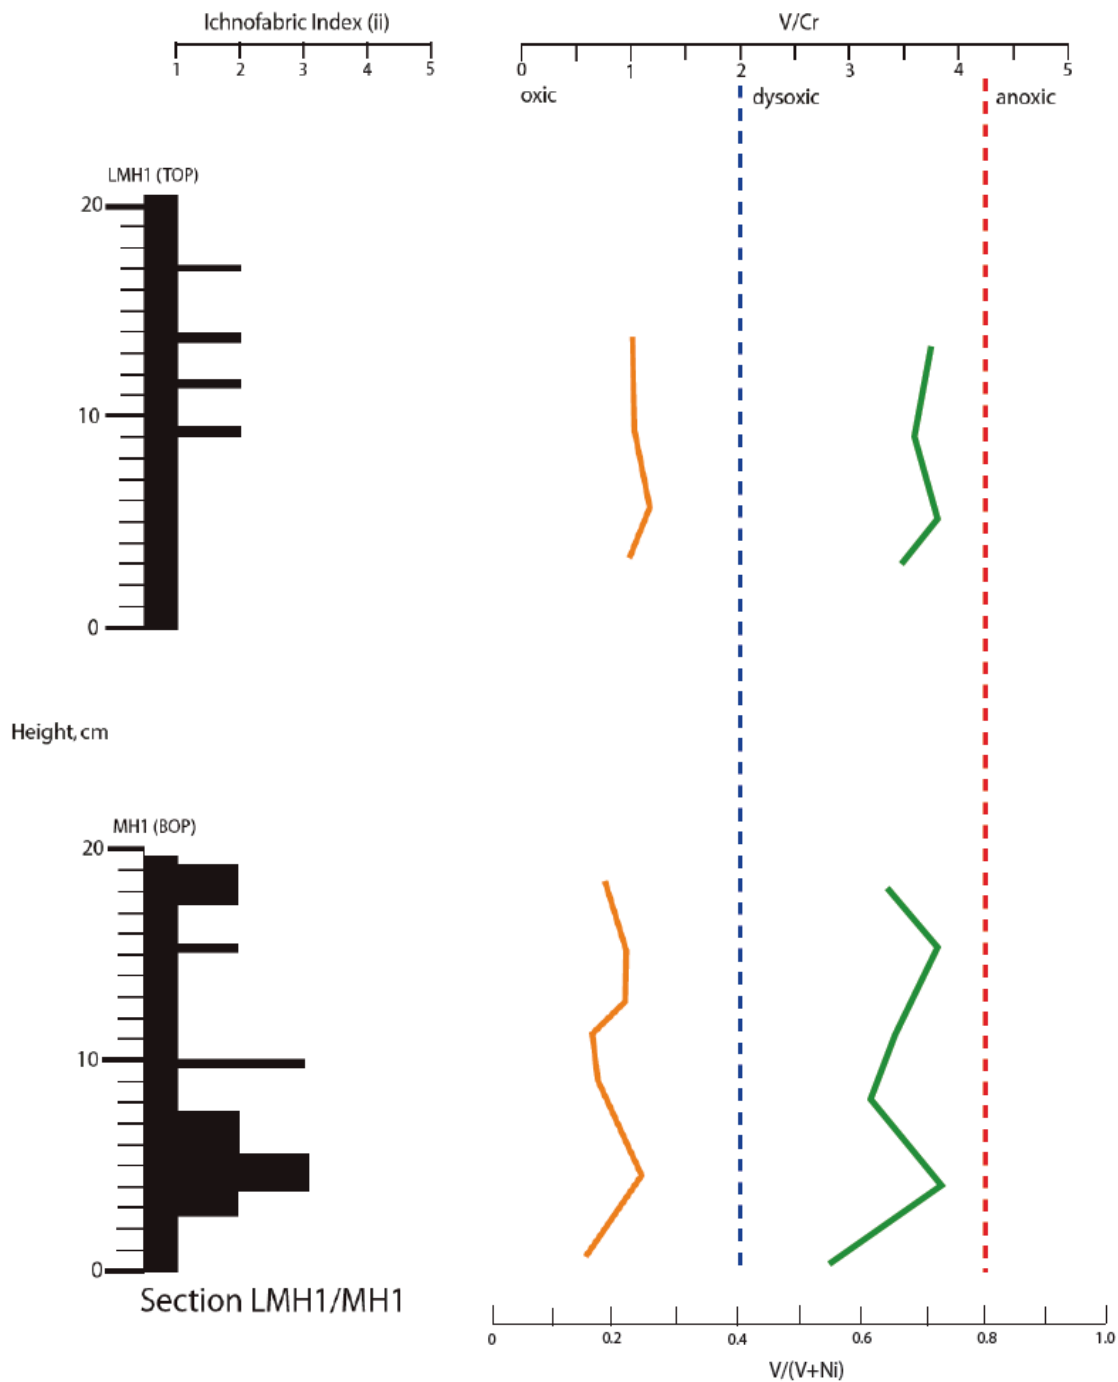 Ichnofabric Index (ii)
1 2 3 4 5
V/Cr
0 1 2 3 4 5
oxic dysoxic anoxic
LMH1 (TOP)
20
10
0
Height, cm
MH1 (BOP)
20
10
0
Section LMH1/MH1
0 0.2 0.4 0.6 0.8 1.0
V/(V+Ni)